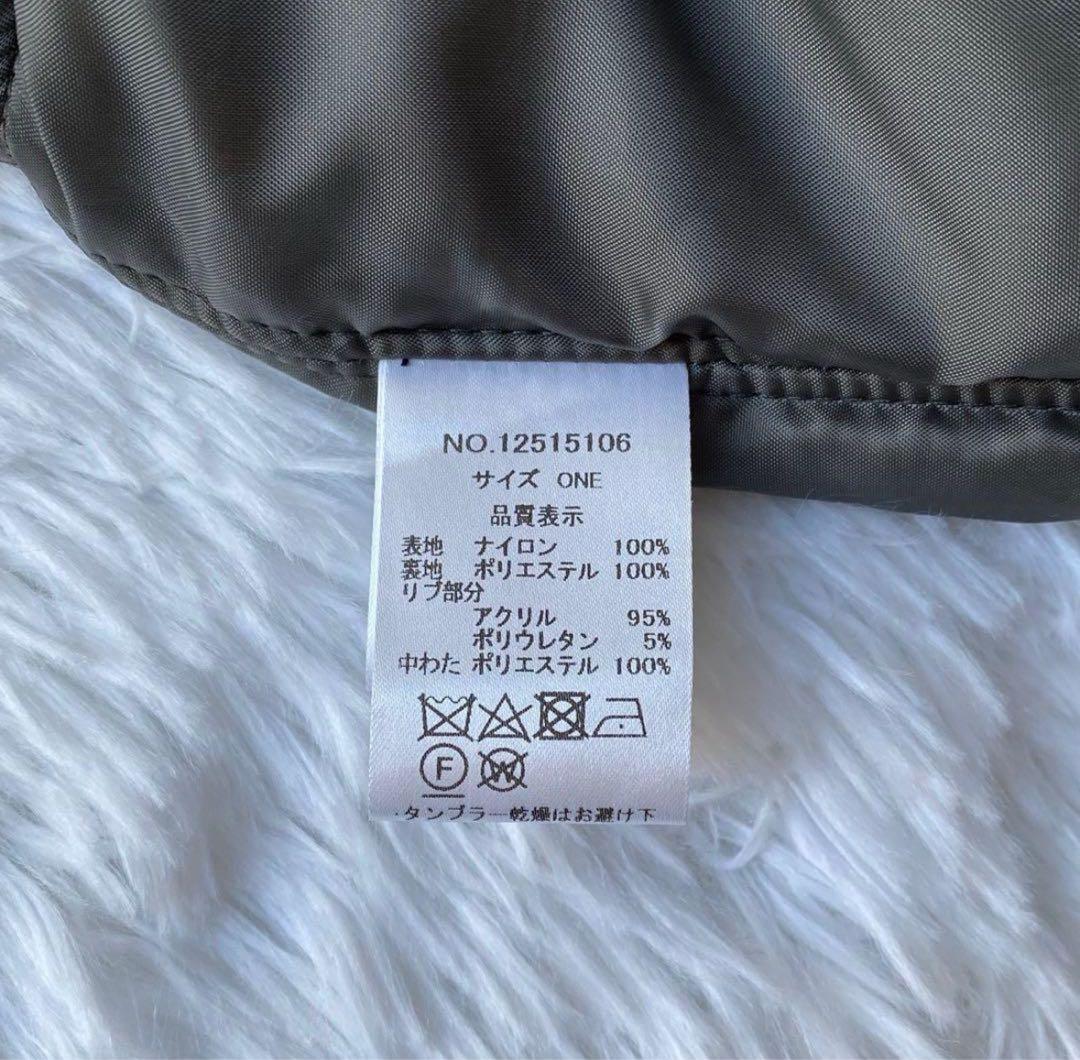 NO.12515106
サイズ ONE
品質表示
表地 ナイロン 100%
裏地 ポリエステル 100%
リブ部分
アクリル 95%
ポリウレタン 5%
中わた ポリエステル 100%
F W
・タンブラー乾燥はお避け下